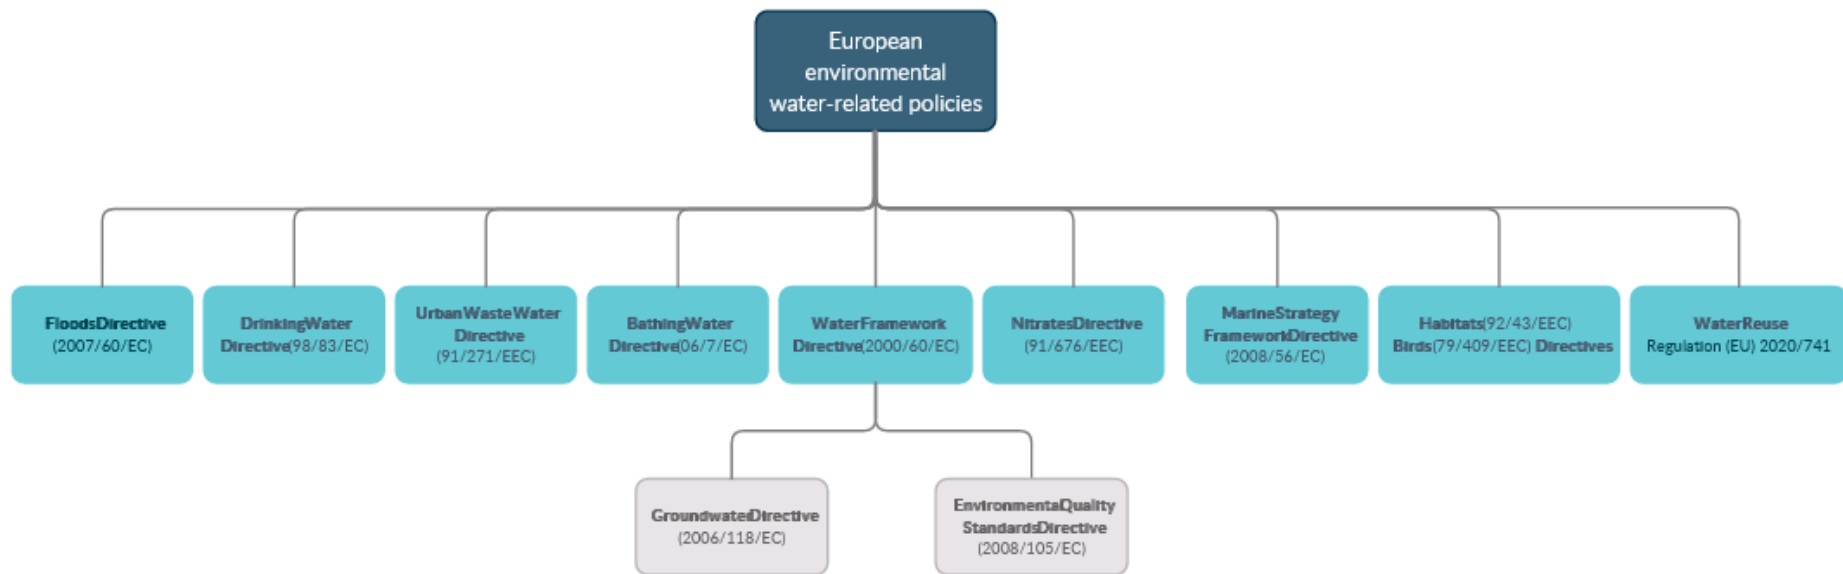 European
environmental
water-related policies
FloodsDirective
(2007/60/EC)
DrinkingWater
Directive(98/83/EC)
UrbanWasteWater
Directive
(91/271/EEC)
BathingWater
Directive(06/7/EC)
WaterFramework
Directive(2000/60/EC)
NitratesDirective
(91/676/EEC)
MarineStrategy
FrameworkDirective
(2008/56/EC)
Habitats(92/43/EEC)
Birds(79/409/EEC) Directives
WaterReuse
Regulation (EU) 2020/741
GroundwaterDirective
(2006/118/EC)
EnvironmentalQuality
StandardsDirective
(2008/105/EC)